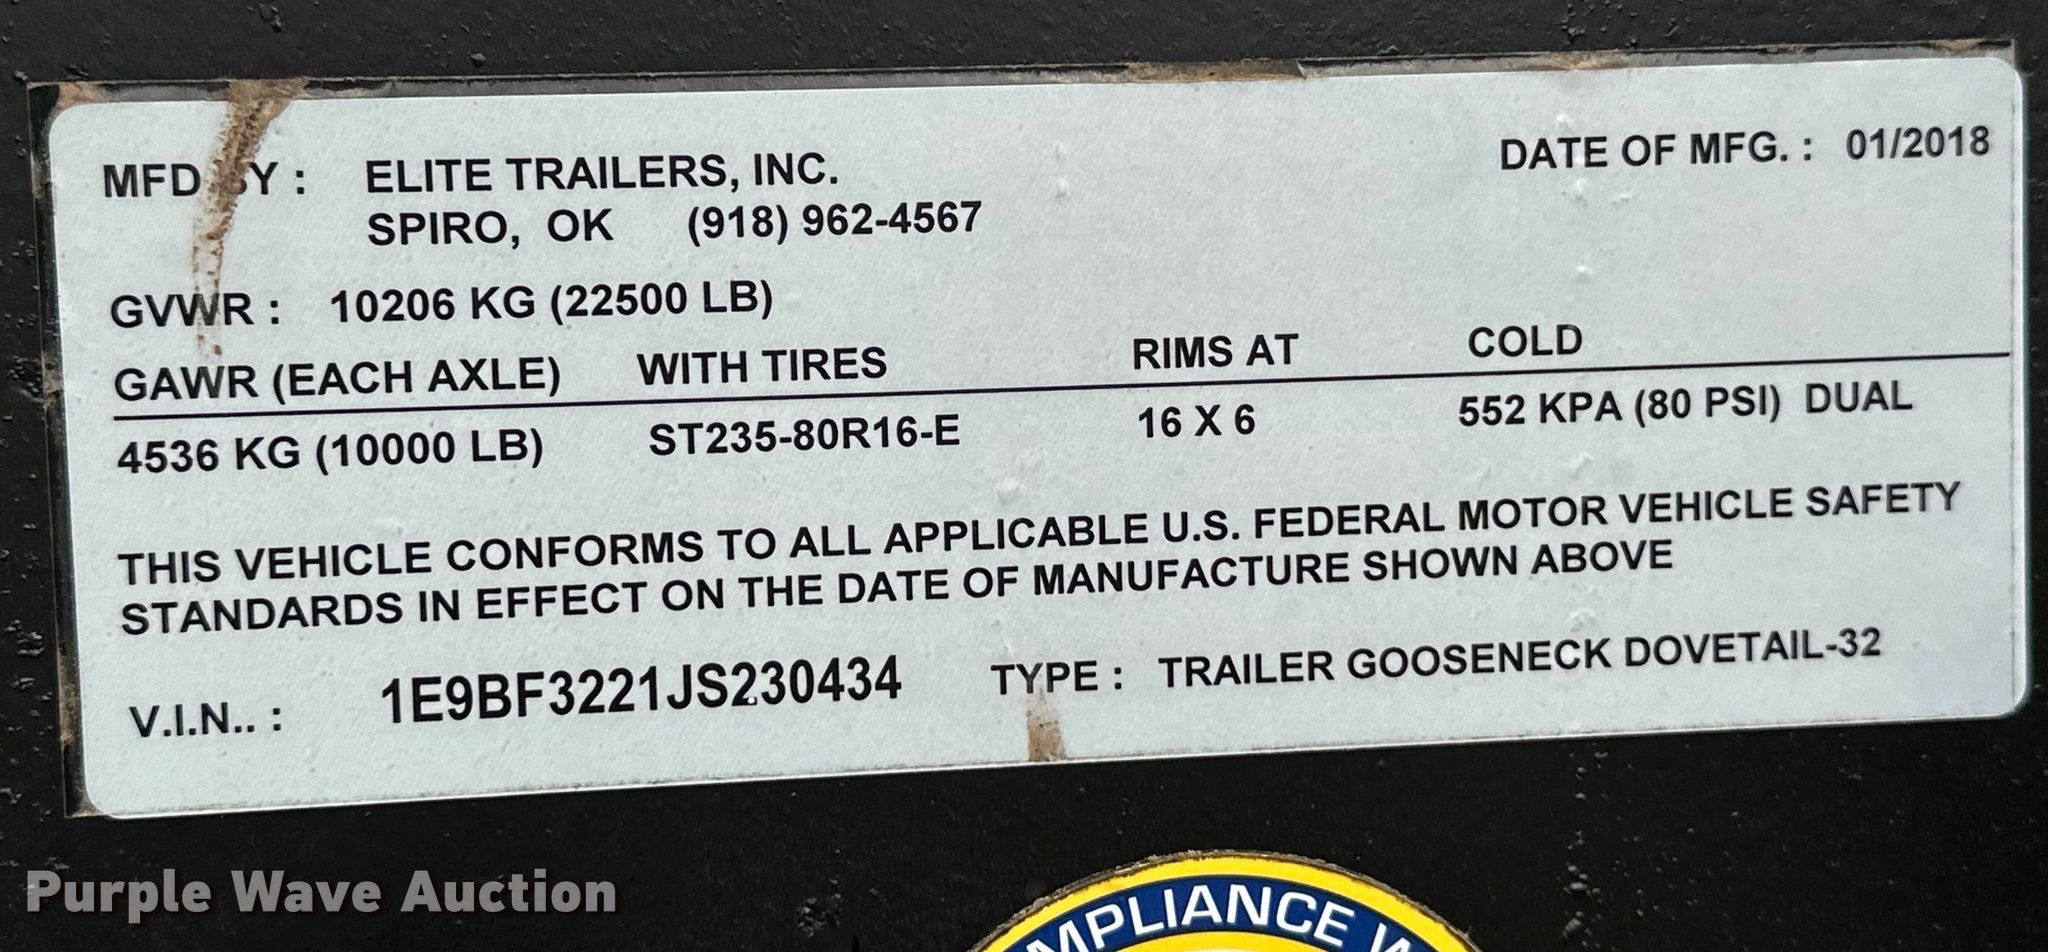 MFD BY : ELITE TRAILERS, INC. DATE OF MFG. : 01/2018
SPIRO, OK (918) 962-4567
GVWR : 10206 KG (22500 LB)
GAWR (EACH AXLE) WITH TIRES RIMS AT COLD
4536 KG (10000 LB) ST235-80R16-E 16 X 6 552 KPA (80 PSI) DUAL
THIS VEHICLE CONFORMS TO ALL APPLICABLE U.S. FEDERAL MOTOR VEHICLE SAFETY
STANDARDS IN EFFECT ON THE DATE OF MANUFACTURE SHOWN ABOVE
V.I.N.. : 1E9BF3221JS230434 TYPE : TRAILER GOOSENECK DOVETAIL-32
Purple Wave Auction
MPLIANCE